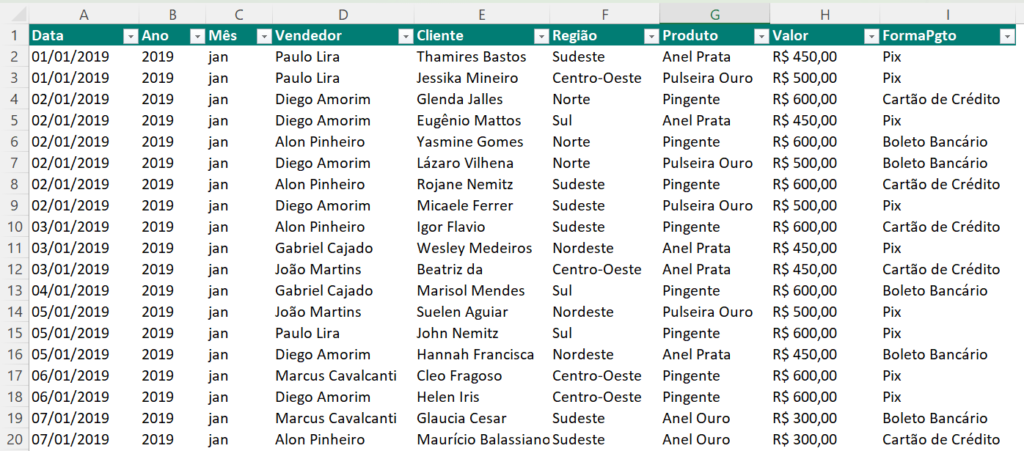 A B C D E F G H I
1 Data Ano Mês Vendedor Cliente Região Produto Valor FormaPgto
2 01/01/2019 2019 jan Paulo Lira Thamires Bastos Sudeste Anel Prata R$ 450,00 Pix
3 01/01/2019 2019 jan Paulo Lira Jessika Mineiro Centro-Oeste Pulseira Ouro R$ 500,00 Pix
4 02/01/2019 2019 jan Diego Amorim Glenda Jalles Norte Pingente R$ 600,00 Cartão de Crédito
5 02/01/2019 2019 jan Diego Amorim Eugênio Mattos Sul Anel Prata R$ 450,00 Pix
6 02/01/2019 2019 jan Alon Pinheiro Yasmine Gomes Norte Pingente R$ 600,00 Boleto Bancário
7 02/01/2019 2019 jan Diego Amorim Lázaro Vilhena Norte Pulseira Ouro R$ 500,00 Boleto Bancário
8 02/01/2019 2019 jan Alon Pinheiro Rojane Nemitz Sudeste Pingente R$ 600,00 Cartão de Crédito
9 02/01/2019 2019 jan Diego Amorim Micaele Ferrer Sudeste Pulseira Ouro R$ 500,00 Pix
10 03/01/2019 2019 jan Alon Pinheiro Igor Flavio Sudeste Pingente R$ 600,00 Cartão de Crédito
11 03/01/2019 2019 jan Gabriel Cajado Wesley Medeiros Nordeste Anel Prata R$ 450,00 Pix
12 03/01/2019 2019 jan João Martins Beatriz da Centro-Oeste Anel Prata R$ 450,00 Cartão de Crédito
13 04/01/2019 2019 jan Gabriel Cajado Marisol Mendes Sul Pingente R$ 600,00 Boleto Bancário
14 05/01/2019 2019 jan João Martins Suelen Aguiar Nordeste Pulseira Ouro R$ 500,00 Pix
15 05/01/2019 2019 jan Paulo Lira John Nemitz Sul Pingente R$ 600,00 Pix
16 05/01/2019 2019 jan Diego Amorim Hannah Francisca Nordeste Anel Prata R$ 450,00 Boleto Bancário
17 06/01/2019 2019 jan Marcus Cavalcanti Cleo Fragoso Centro-Oeste Pingente R$ 600,00 Pix
18 06/01/2019 2019 jan Diego Amorim Helen Iris Centro-Oeste Pingente R$ 600,00 Pix
19 07/01/2019 2019 jan Marcus Cavalcanti Glaucia Cesar Sudeste Anel Ouro R$ 300,00 Boleto Bancário
20 07/01/2019 2019 jan Alon Pinheiro Maurício Balassiano Sudeste Anel Ouro R$ 300,00 Cartão de Crédito